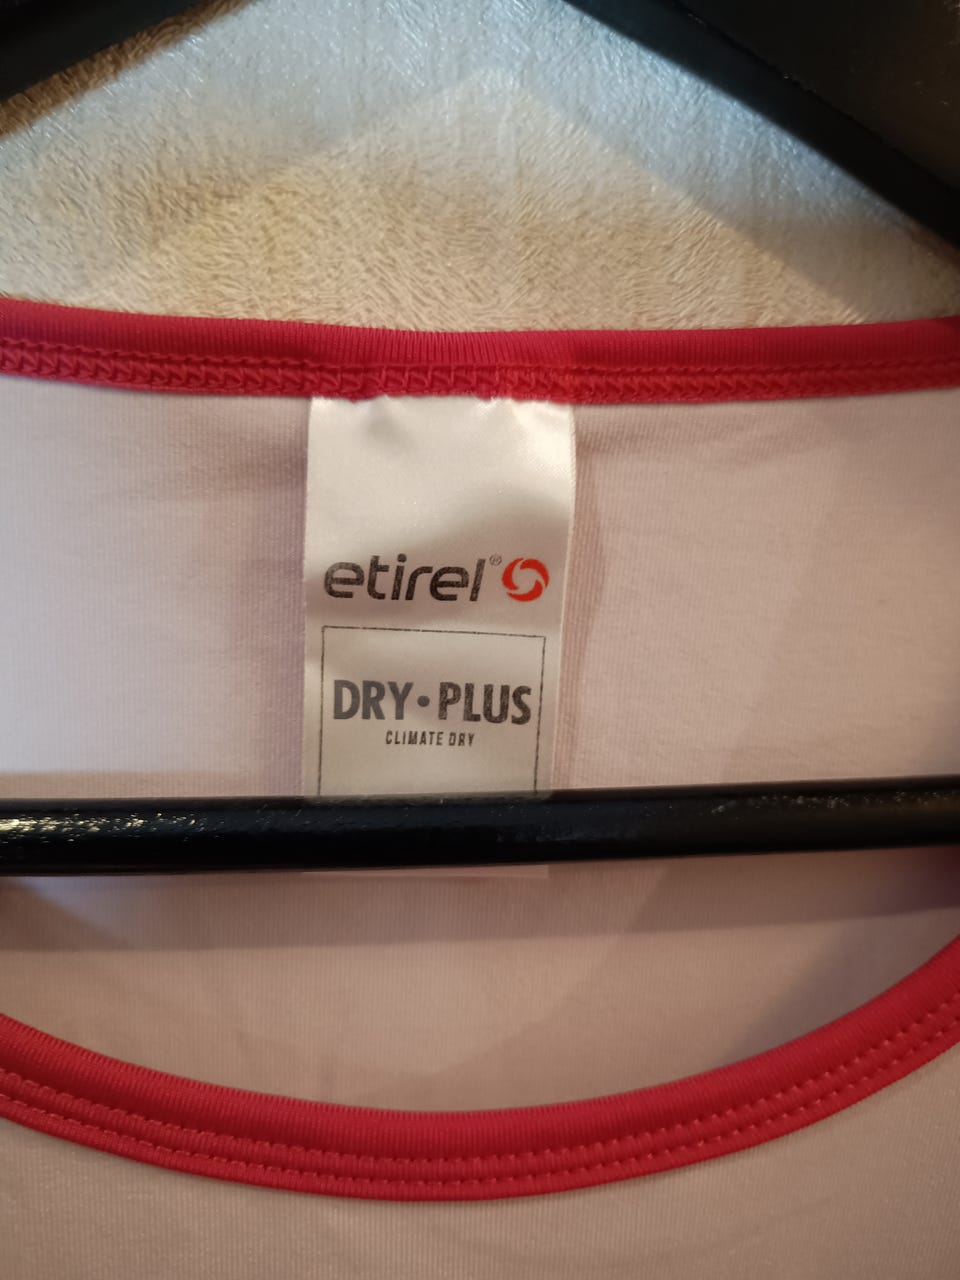 etirel®
DRY • PLUS
CLIMATE DRY